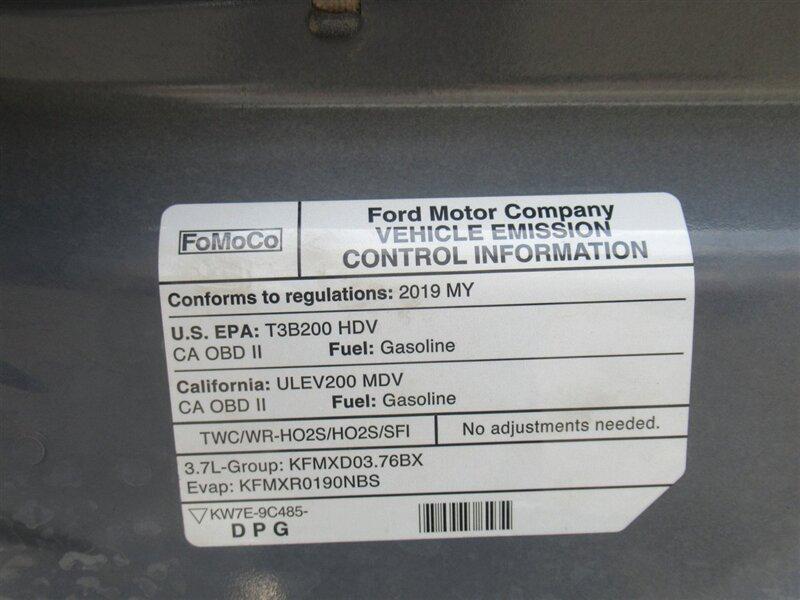 FoMoCo
Ford Motor Company
VEHICLE EMISSION
CONTROL INFORMATION
Conforms to regulations: 2019 MY
U.S. EPA: T3B200 HDV
CA OBD II Fuel: Gasoline
California: ULEV200 MDV
CA OBD II Fuel: Gasoline
TWC/WR-HO2S/HO2S/SFI No adjustments needed.
3.7L-Group: KFMXD03.76BX
Evap: KFMXR0190NBS
▽KW7E-9C485-
DPG